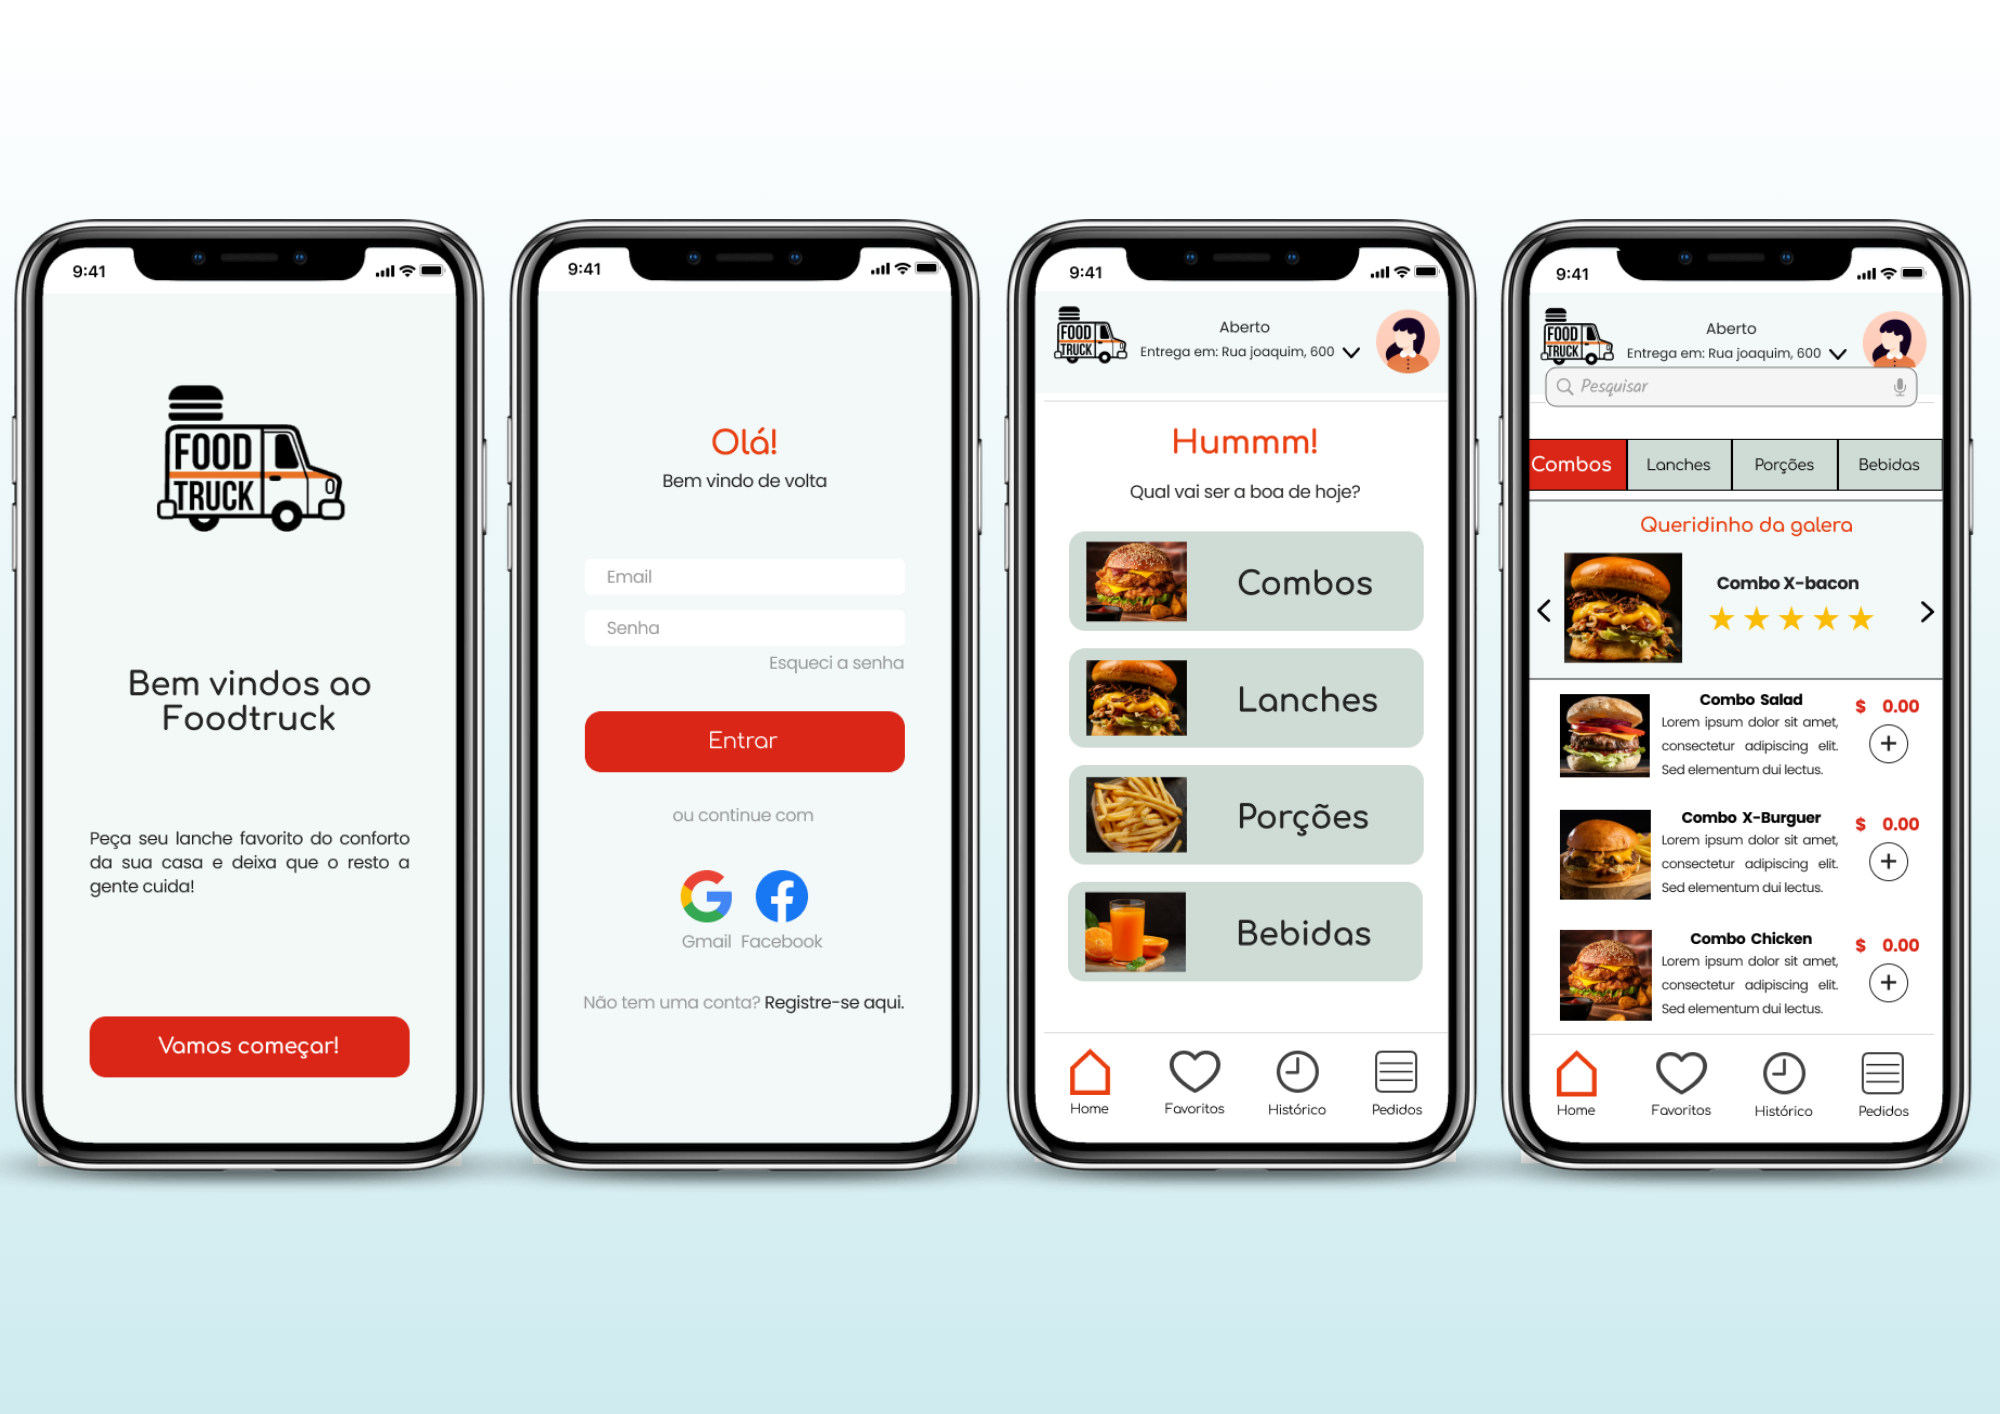 9:41
FOOD
TRUCK
Bem vindos ao
Foodtruck
Peça seu lanche favorito do conforto
da sua casa e deixa que o resto a
gente cuida!
Vamos começar!
9:41
Olá!
Bem vindo de volta
Email
Senha
Esqueci a senha
Entrar
ou continue com
Gmail Facebook
Não tem uma conta? Registre-se aqui.
9:41
FOOD
TRUCK
Aberto
Entrega em: Rua joaquim, 600
Hummm!
Qual vai ser a boa de hoje?
Combos
Lanches
Porções
Bebidas
Home Favoritos Histórico Pedidos
9:41
FOOD
TRUCK
Aberto
Entrega em: Rua joaquim, 600
Pesquisar
Combos Lanches Porções Bebidas
Queridinho da galera
Combo X-bacon
Combo Salad
$ 0.00
Lorem ipsum dolor sit amet,
consectetur adipiscing elit.
Sed elementum dui lectus.
Combo X-Burguer
$ 0.00
Lorem ipsum dolor sit amet,
consectetur adipiscing elit.
Sed elementum dui lectus.
Combo Chicken
$ 0.00
Lorem ipsum dolor sit amet,
consectetur adipiscing elit.
Sed elementum dui lectus.
Home Favoritos Histórico Pedidos